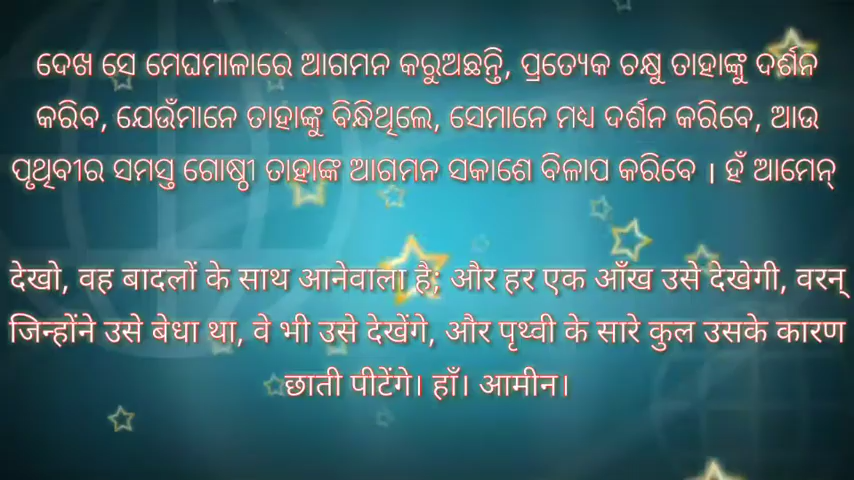 ଦେଖ ସେ ମେଘମାଳାରେ ଆଗମନ କରୁଅଛନ୍ତି, ପ୍ରତ୍ୟେକ ଚକ୍ଷୁ ତାହାଙ୍କୁ ଦର୍ଶନ
କରିବ, ଯେଉଁମାନେ ତାହାଙ୍କୁ ବିନ୍ଧିଥିଲେ, ସେମାନେ ମଧ୍ୟ ଦର୍ଶନ କରିବେ, ଆଉ
ପୃଥିବୀର ସମସ୍ତ ଗୋଷ୍ଠୀ ତାହାଙ୍କ ଆଗମନ ସକାଶେ ବିଳାପ କରିବେ । ହଁ ଆମେନ୍
देखो, वह बादलों के साथ आनेवाला है; और हर एक आँख उसे देखेगी, वरन्
जिन्होंने उसे बेधा था, वे भी उसे देखेंगे, और पृथ्वी के सारे कुल उसके कारण
छाती पीटेंगे। हाँ। आमीन।